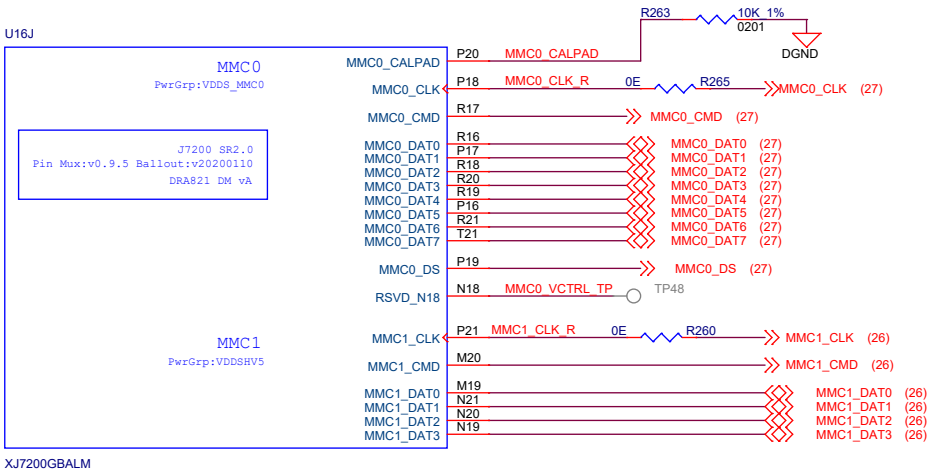 R263 10K_1%
0201
DGND
U16J
MMC0
PwrGrp:VDDS_MMC0
J7200 SR2.0
Pin Mux:v0.9.5 Ballout:v20200110
DRA821 DM vA
MMC0_CALPAD P20 MMC0_CALPAD
MMC0_CLK P18 MMC0_CLK_R 0E R265 MMC0_CLK (27)
MMC0_CMD R17 MMC0_CMD (27)
MMC0_DAT0 R16 MMC0_DAT0 (27)
MMC0_DAT1 P17 MMC0_DAT1 (27)
MMC0_DAT2 R18 MMC0_DAT2 (27)
MMC0_DAT3 R20 MMC0_DAT3 (27)
MMC0_DAT4 R19 MMC0_DAT4 (27)
MMC0_DAT5 P16 MMC0_DAT5 (27)
MMC0_DAT6 R21 MMC0_DAT6 (27)
MMC0_DAT7 T21 MMC0_DAT7 (27)
MMC0_DS P19 MMC0_DS (27)
RSVD_N18 N18 MMC0_VCTRL_TP TP48
MMC1
PwrGrp:VDDSHV5
MMC1_CLK P21 MMC1_CLK_R 0E R260 MMC1_CLK (26)
MMC1_CMD M20 MMC1_CMD (26)
MMC1_DAT0 M19 MMC1_DAT0 (26)
MMC1_DAT1 N21 MMC1_DAT1 (26)
MMC1_DAT2 N20 MMC1_DAT2 (26)
MMC1_DAT3 N19 MMC1_DAT3 (26)
XJ7200GBALM